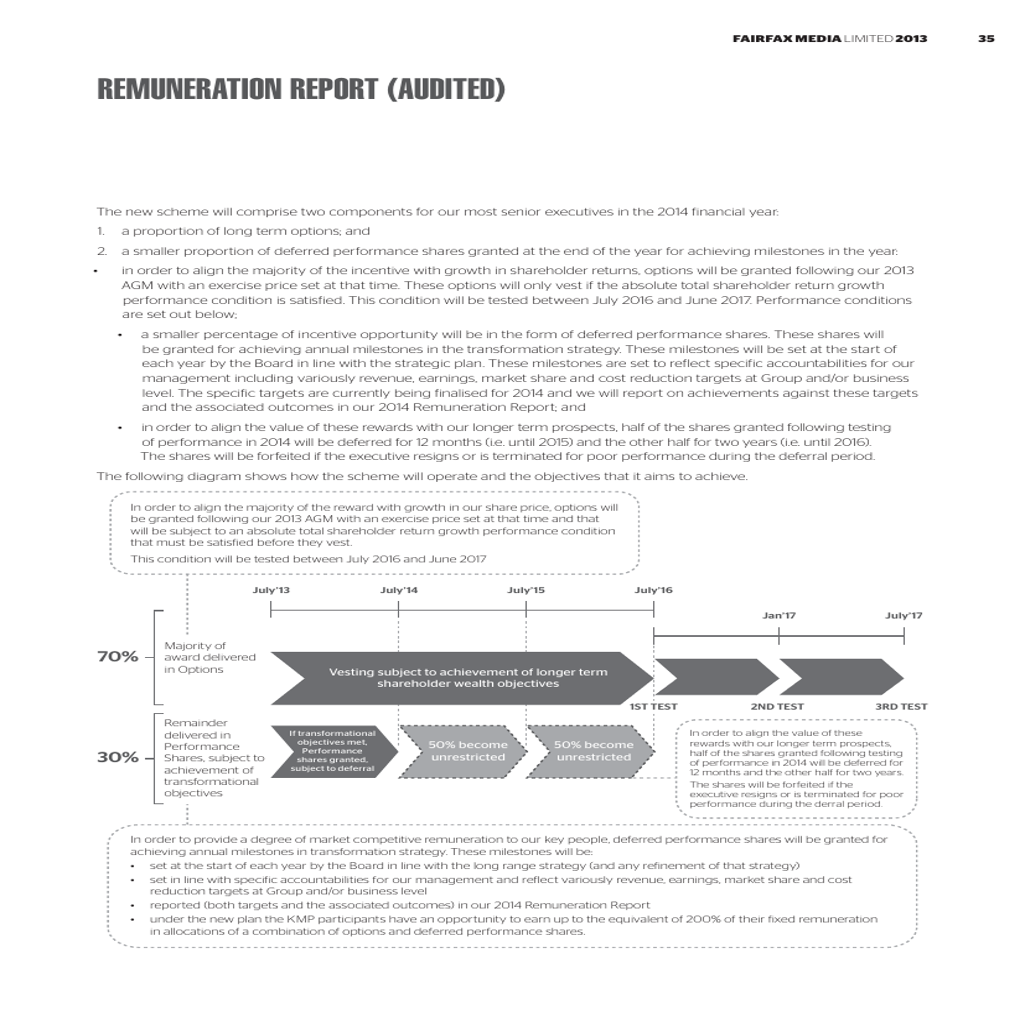 FAIRFAX MEDIA LIMITED 2013 35
REMUNERATION REPORT (AUDITED)
The new scheme will comprise two components for our most senior executives in the 2014 financial year:
1. a proportion of long term options; and
2. a smaller proportion of deferred performance shares granted at the end of the year for achieving milestones in the year:
• in order to align the majority of the incentive with growth in shareholder returns, options will be granted following our 2013
AGM with an exercise price set at that time. These options will only vest if the absolute total shareholder return growth
performance condition is satisfied. This condition will be tested between July 2016 and June 2017. Performance conditions
are set out below;
• a smaller percentage of incentive opportunity will be in the form of deferred performance shares. These shares will
be granted for achieving annual milestones in the transformation strategy. These milestones will be set at the start of
each year by the Board in line with the strategic plan. These milestones are set to reflect specific accountabilities for our
management including variously revenue, earnings, market share and cost reduction targets at Group and/or business
level. The specific targets are currently being finalised for 2014 and we will report on achievements against these targets
and the associated outcomes in our 2014 Remuneration Report; and
• in order to align the value of these rewards with our longer term prospects, half of the shares granted following testing
of performance in 2014 will be deferred for 12 months (i.e. until 2015) and the other half for two years (i.e. until 2016).
The shares will be forfeited if the executive resigns or is terminated for poor performance during the deferral period.
The following diagram shows how the scheme will operate and the objectives that it aims to achieve.
In order to align the majority of the reward with growth in our share price, options will
be granted following our 2013 AGM with an exercise price set at that time and that
will be subject to an absolute total shareholder return growth performance condition
that must be satisfied before they vest.
This condition will be tested between July 2016 and June 2017
July'13 July'14 July'15 July'16
Jan'17 July'17
70%
Majority of
award delivered
in Options
Vesting subject to achievement of longer term
shareholder wealth objectives
1ST TEST 2ND TEST 3RD TEST
30%
Remainder
delivered in
Performance
Shares, subject to
achievement of
transformational
objectives
If transformational
objectives met,
Performance
shares granted,
subject to deferral
50% become
unrestricted
50% become
unrestricted
In order to align the value of these
rewards with our longer term prospects,
half of the shares granted following testing
of performance in 2014 will be deferred for
12 months and the other half for two years.
The shares will be forfeited if the
executive resigns or is terminated for poor
performance during the derral period.
In order to provide a degree of market competitive remuneration to our key people, deferred performance shares will be granted for
achieving annual milestones in transformation strategy. These milestones will be:
• set at the start of each year by the Board in line with the long range strategy (and any refinement of that strategy)
• set in line with specific accountabilities for our management and reflect variously revenue, earnings, market share and cost
reduction targets at Group and/or business level
• reported (both targets and the associated outcomes) in our 2014 Remuneration Report
• under the new plan the KMP participants have an opportunity to earn up to the equivalent of 200% of their fixed remuneration
in allocations of a combination of options and deferred performance shares.